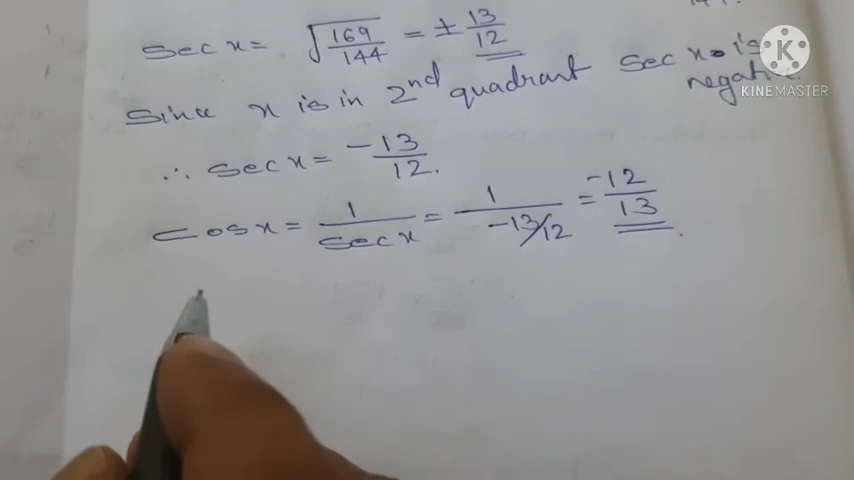 sec x = √169/144 = ± 13/12
Since x is in 2nd quadrant sec x is
negative
∴ sec x = -13/12.
cos x = 1/sec x = 1/-13/12 = -12/13.
KINEMASTER